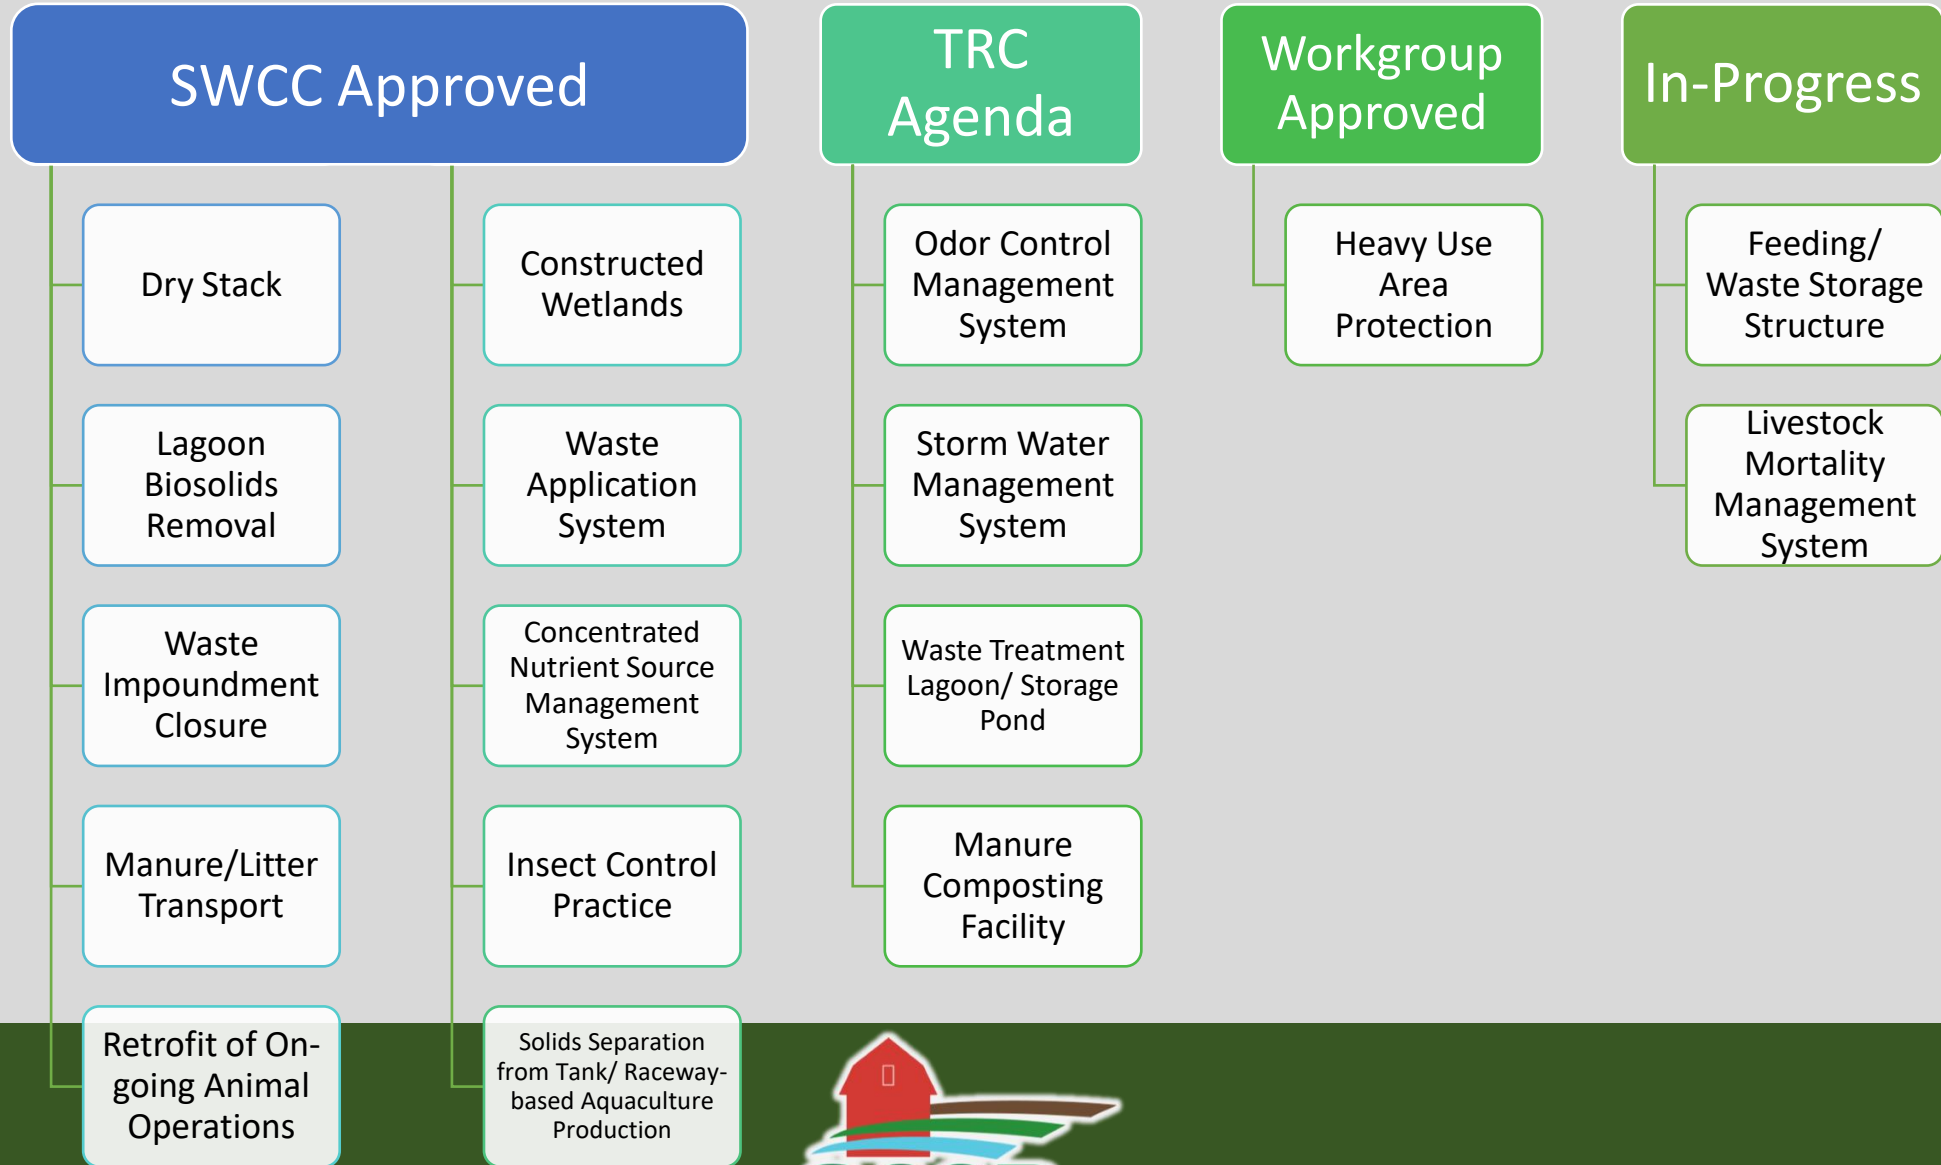 SWCC Approved
Dry Stack
Lagoon
Biosolids
Removal
Waste
Impoundment
Closure
Manure/Litter
Transport
Retrofit of On-
going Animal
Operations
Constructed
Wetlands
Waste
Application
System
Concentrated
Nutrient Source
Management
System
Insect Control
Practice
Solids Separation
from Tank/ Raceway-
based Aquaculture
Production
TRC
Agenda
Odor Control
Management
System
Storm Water
Management
System
Waste Treatment
Lagoon/ Storage
Pond
Manure
Composting
Facility
Workgroup
Approved
Heavy Use
Area
Protection
In-Progress
Feeding/
Waste Storage
Structure
Livestock
Mortality
Management
System